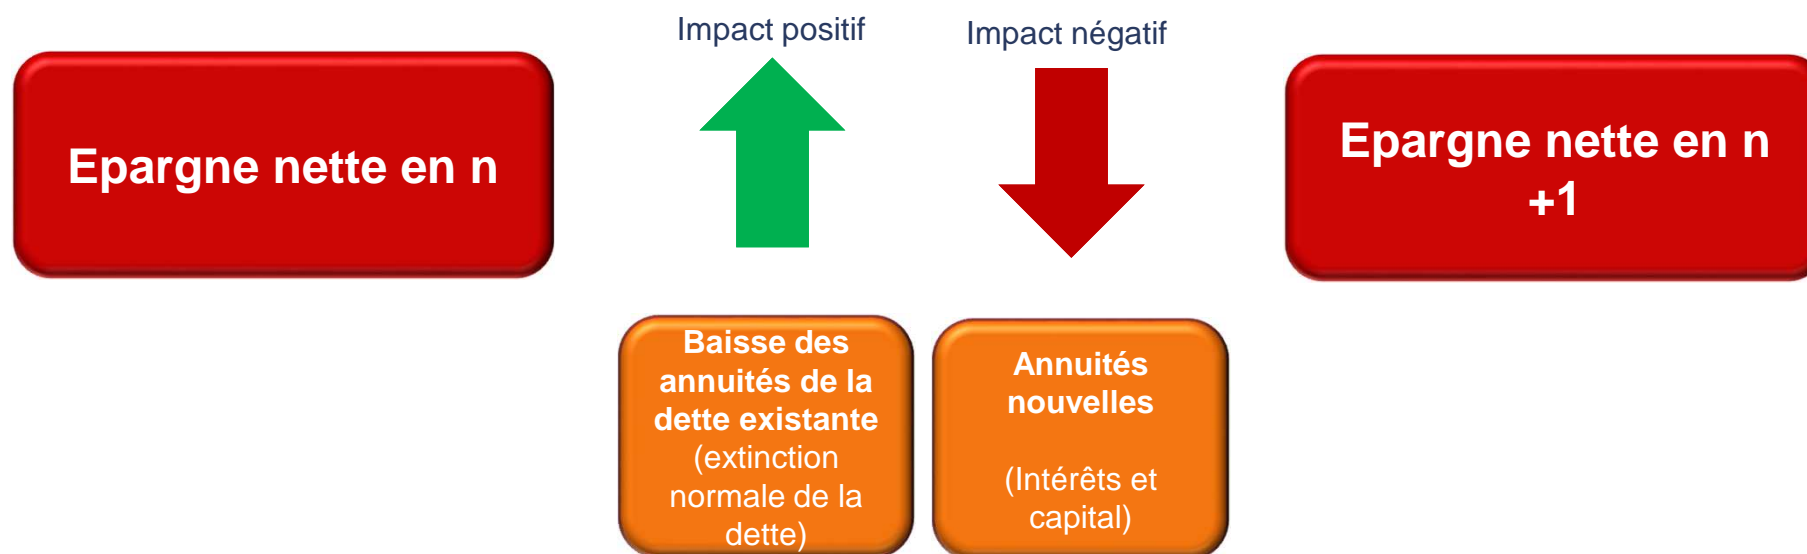 Impact positif
Impact négatif
Epargne nette en n
Epargne nette en n
+1
Baisse des
annuités de la
dette existante
(extinction
normale de la
dette)
Annuités
nouvelles
(Intérêts et
capital)